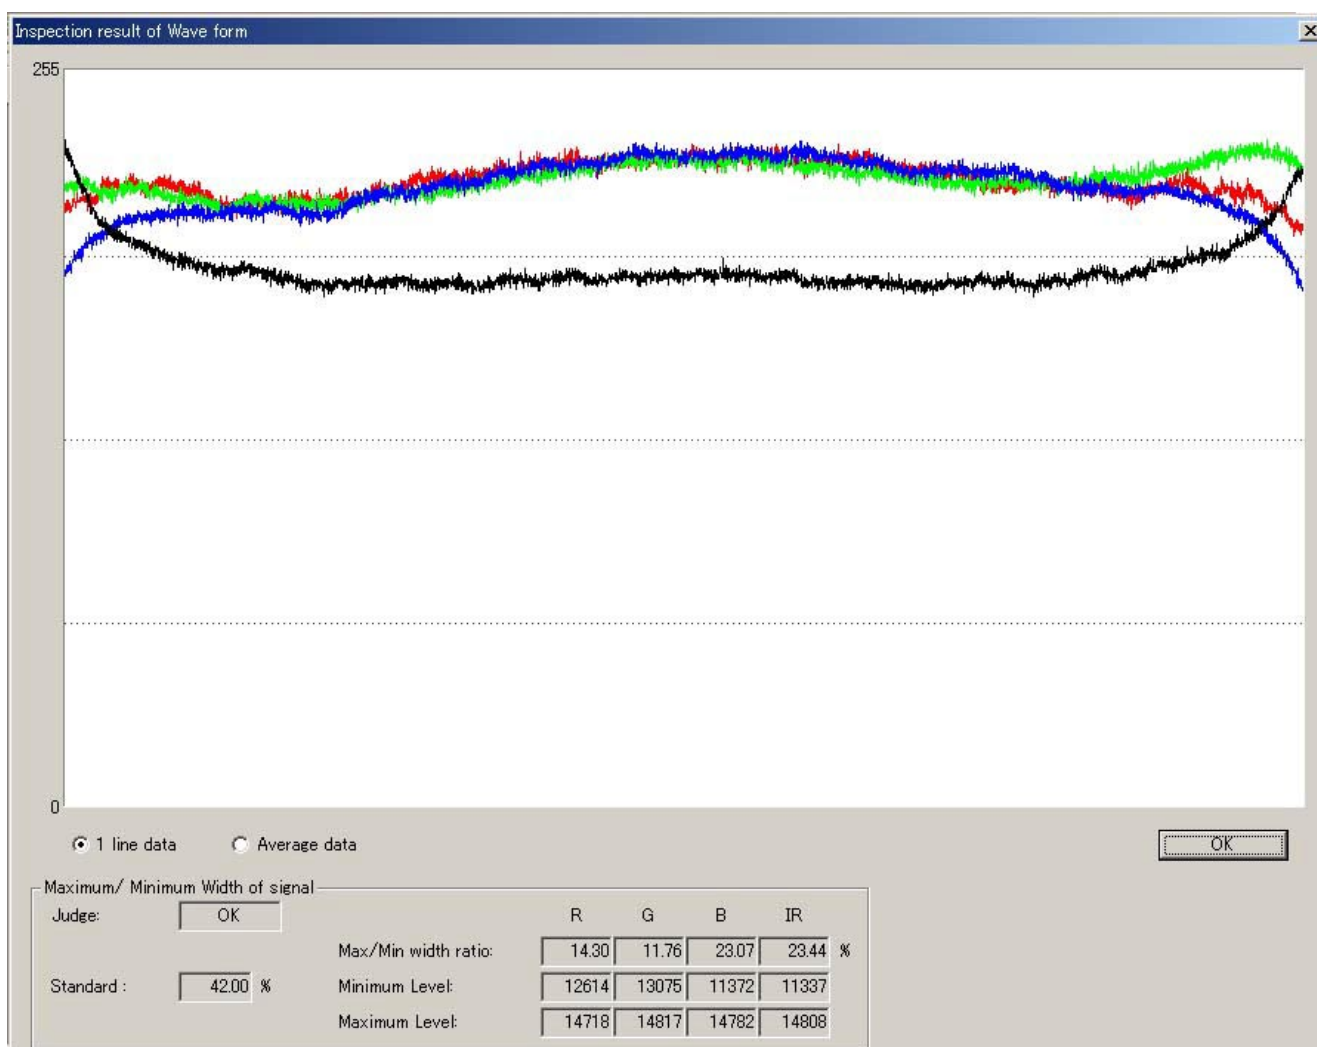 Inspection result of Wave form
255
0
1 line data
Average data
OK
Maximum/ Minimum Width of signal
Judge: OK R G B IR
Max/Min width ratio: 14.30 11.76 23.07 23.44 %
Standard : 42.00 % Minimum Level: 12614 13075 11372 11337
Maximum Level: 14718 14817 14782 14808